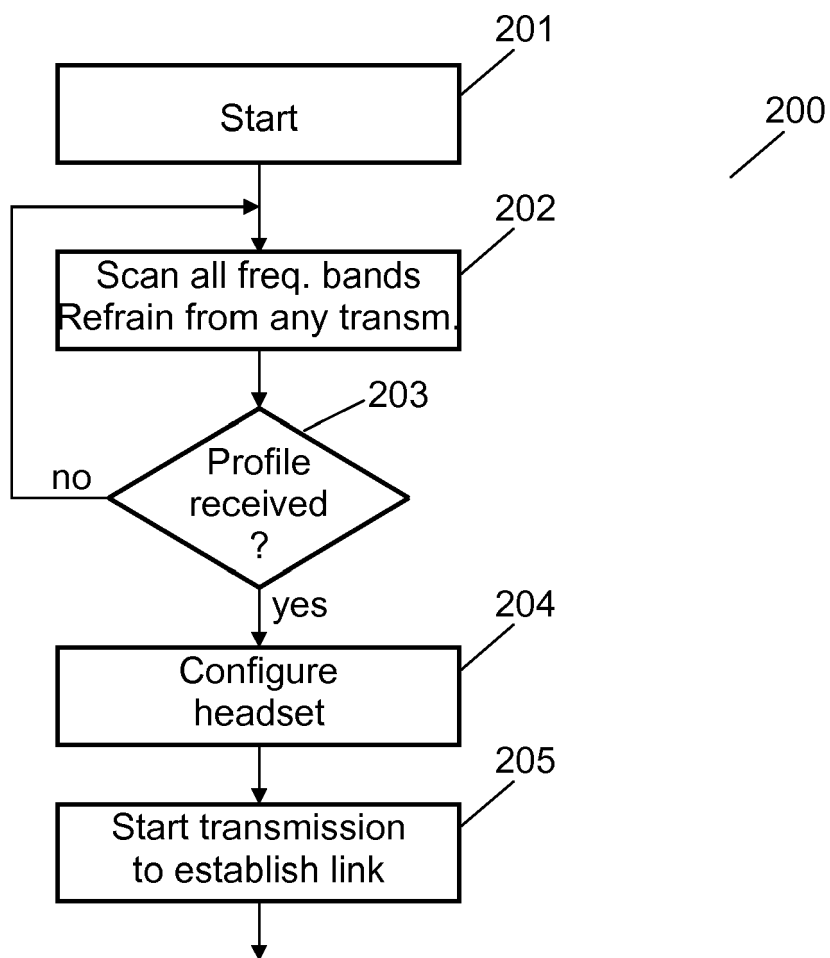 201
Start
200
202
Scan all freq. bands
Refrain from any transm.
203
Profile
received
?
no
yes
204
Configure
headset
205
Start transmission
to establish link